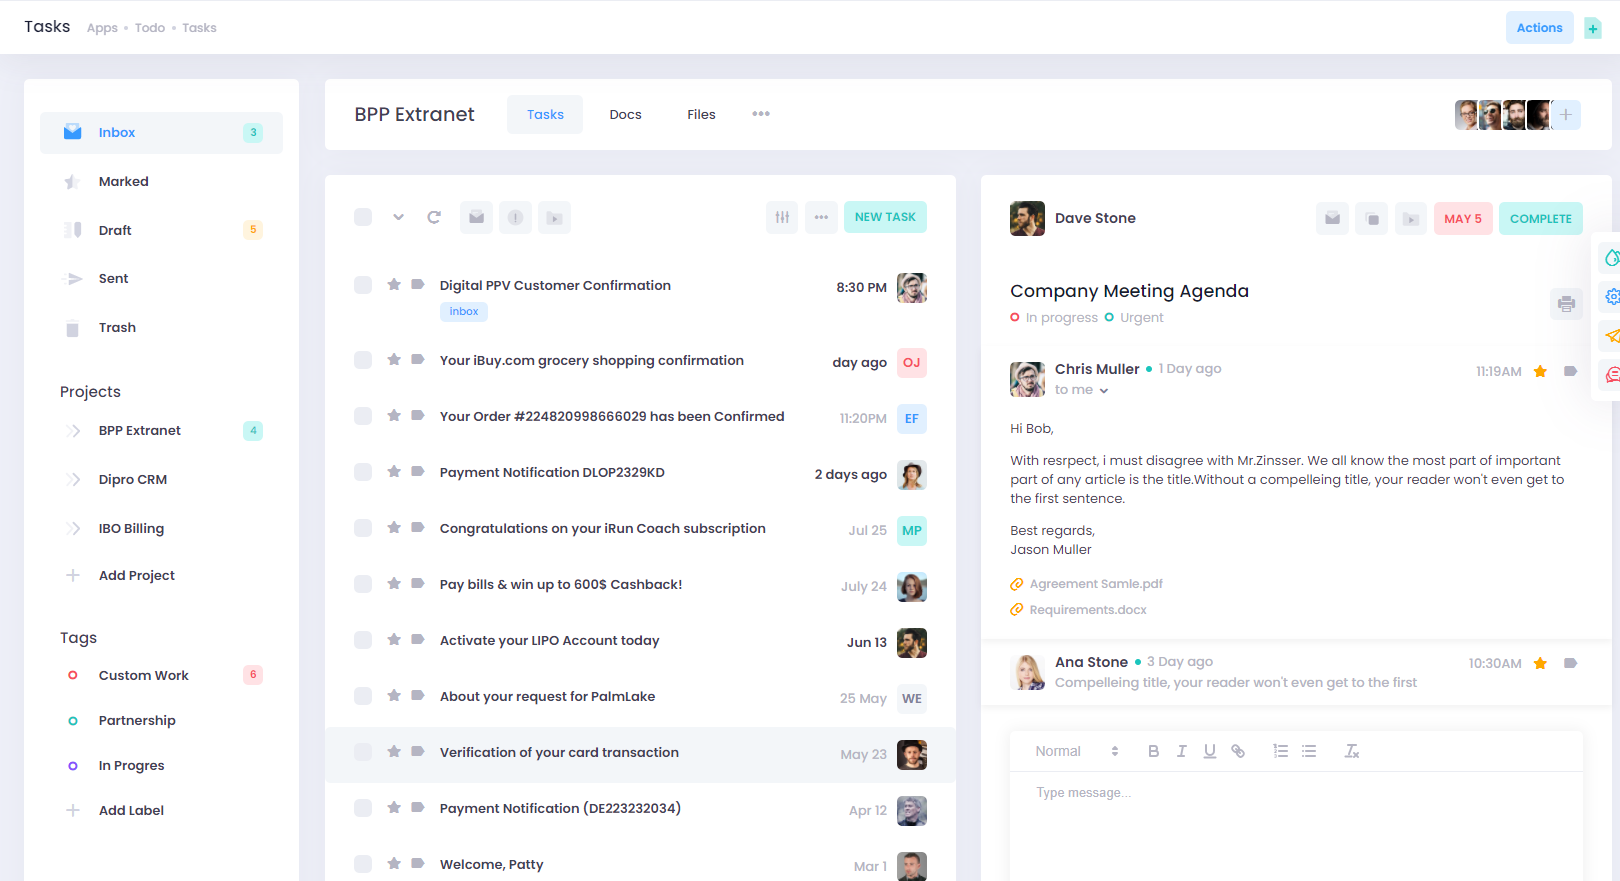 Tasks Apps • Todo • Tasks
Actions
Inbox 3
Marked
Draft 5
Sent
Trash
Projects
BPP Extranet 4
Dipro CRM
IBO Billing
Add Project
Tags
Custom Work 6
Partnership
In Progres
Add Label
BPP Extranet Tasks Docs Files
NEW TASK
Digital PPV Customer Confirmation 8:30 PM
inbox
Your iBuy.com grocery shopping confirmation day ago OJ
Your Order #224820998666029 has been Confirmed 11:20PM EF
Payment Notification DLOP2329KD 2 days ago
Congratulations on your iRun Coach subscription Jul 25 MP
Pay bills & win up to 600$ Cashback! July 24
Activate your LIPO Account today Jun 13
About your request for PalmLake 25 May WE
Verification of your card transaction May 23
Payment Notification (DE223232034) Apr 12
Welcome, Patty Mar 1
Dave Stone MAY 5 COMPLETE
Company Meeting Agenda
In progress Urgent
Chris Muller 1 Day ago 11:19AM
to me
Hi Bob,
With resrpect, i must disagree with Mr.Zinsser. We all know the most part of important
part of any article is the title.Without a compelleing title, your reader won't even get to
the first sentence.
Best regards,
Jason Muller
Agreement Samle.pdf
Requirements.docx
Ana Stone 3 Day ago 10:30AM
Compelleing title, your reader won't even get to the first
Normal B I U
Type message...